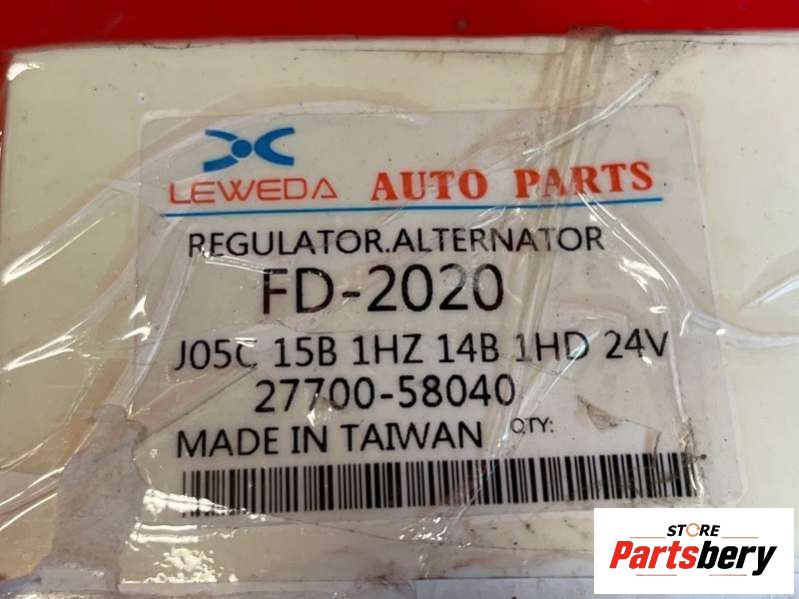 LEWEDA AUTO PARTS
REGULATOR.ALTERNATOR
FD-2020
J05C 15B 1HZ 14B 1HD 24V
27700-58040
MADE IN TAIWAN QTY:
STORE
Partsbery